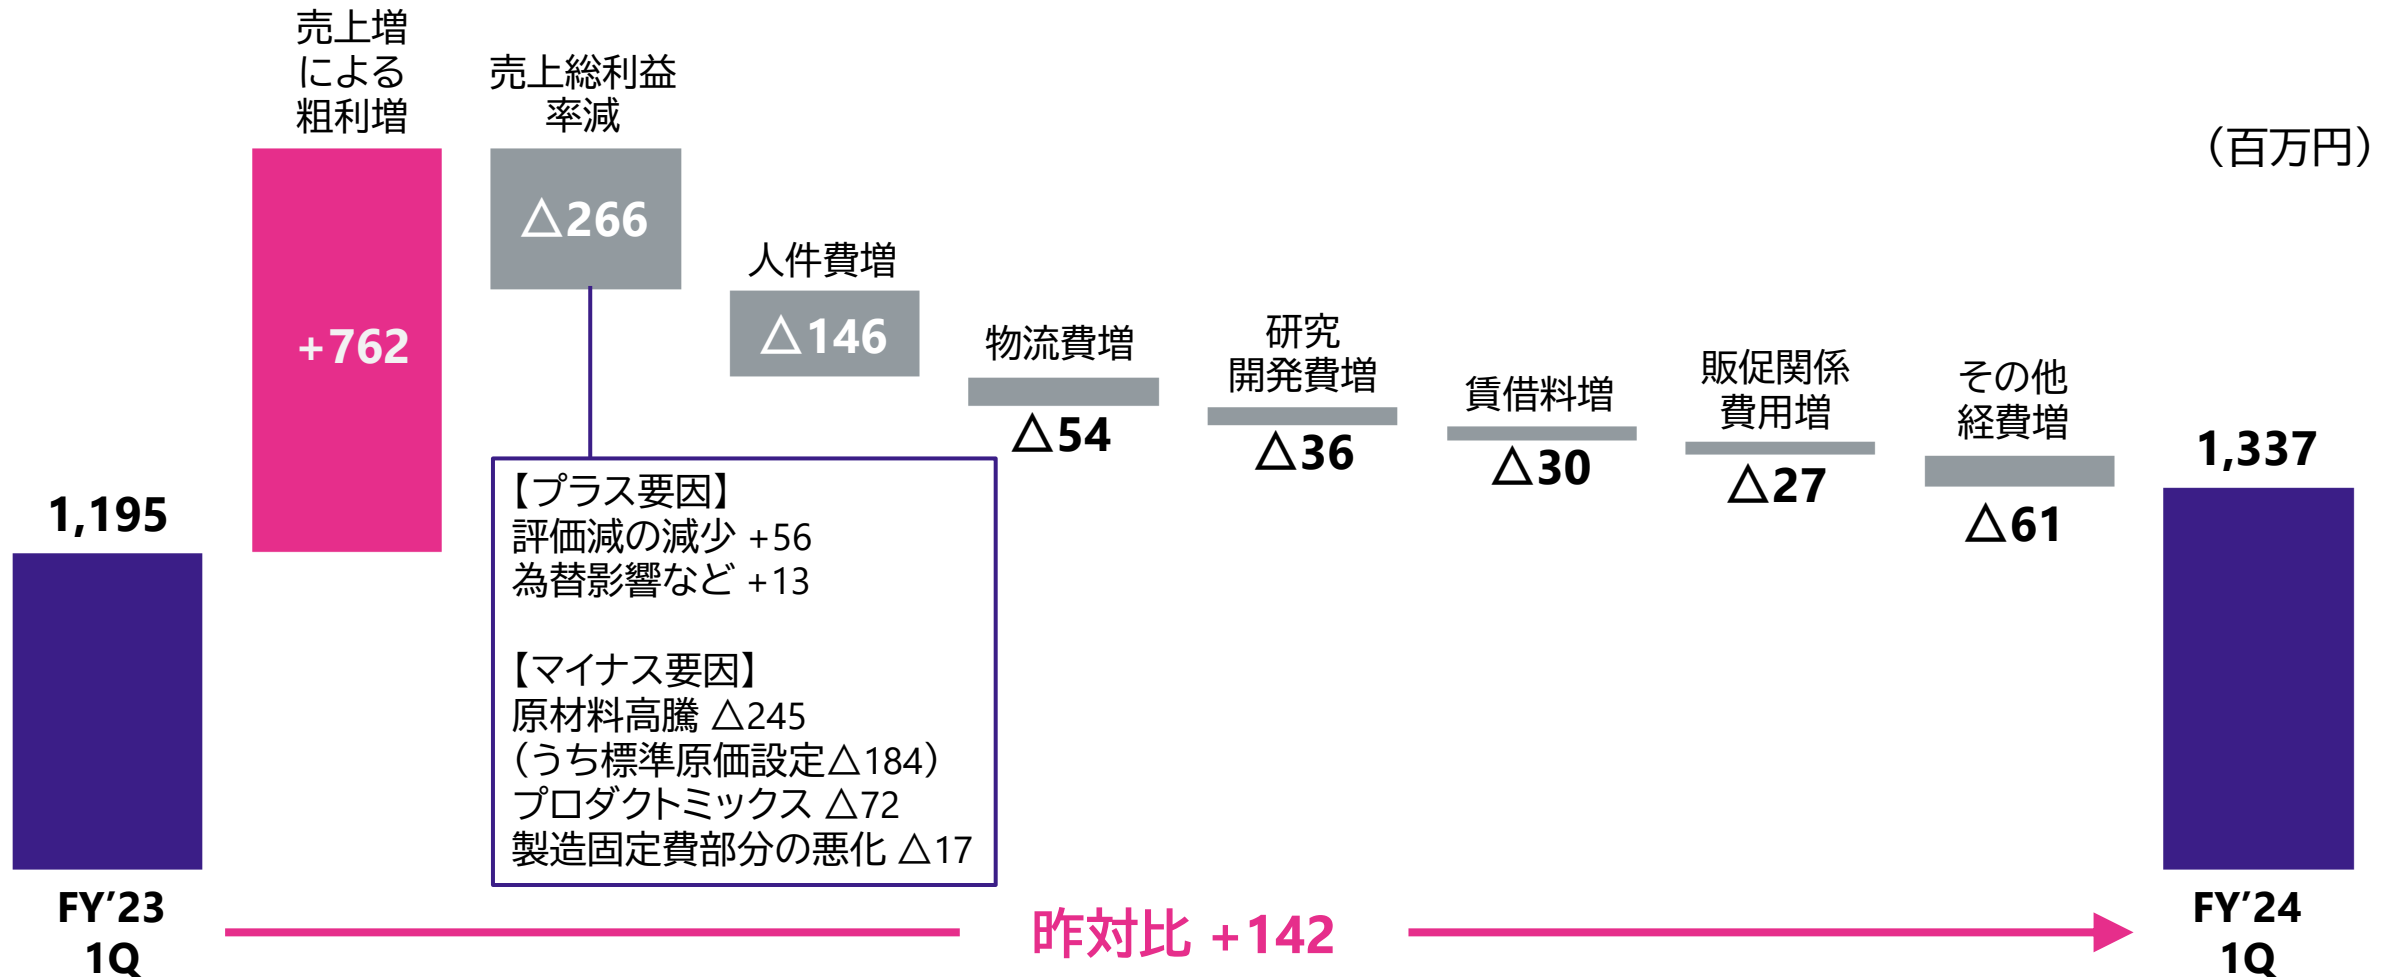 売上増
による
粗利増
+762
売上総利益
率減
△266
（百万円）
人件費増
△146
物流費増
△54
研究
開発費増
△36
賃借料増
△30
販促関係
費用増
△27
その他
経費増
△61
1,195
1,337
【プラス要因】
評価減の減少 +56
為替影響など +13
【マイナス要因】
原材料高騰 △245
（うち標準原価設定△184）
プロダクトミックス △72
製造固定費部分の悪化 △17
FY’23
1Q
昨対比 +142
FY’24
1Q